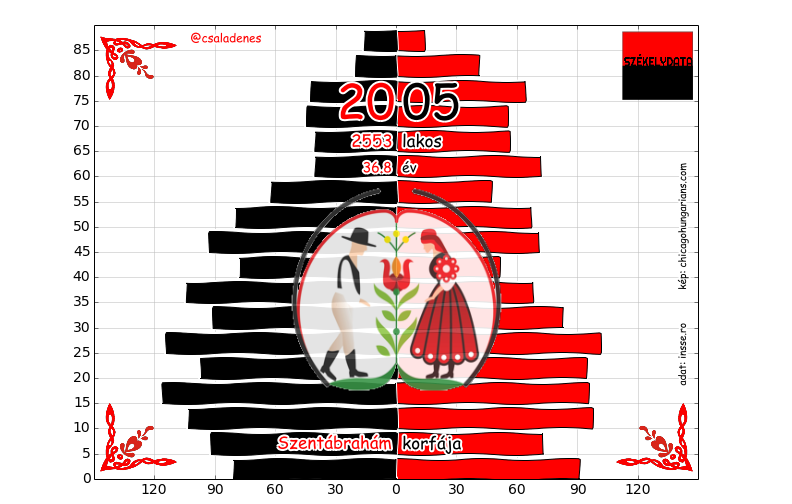 @csaladenes
SZÉKELYDATA
2005
2553 lakos
36.8 év
kép: chicagohungarians.com
adat: insse.ro
Szentábrahám korfája
85
80
75
70
65
60
55
50
45
40
35
30
25
20
15
10
5
0
120 90 60 30 0 30 60 90 120